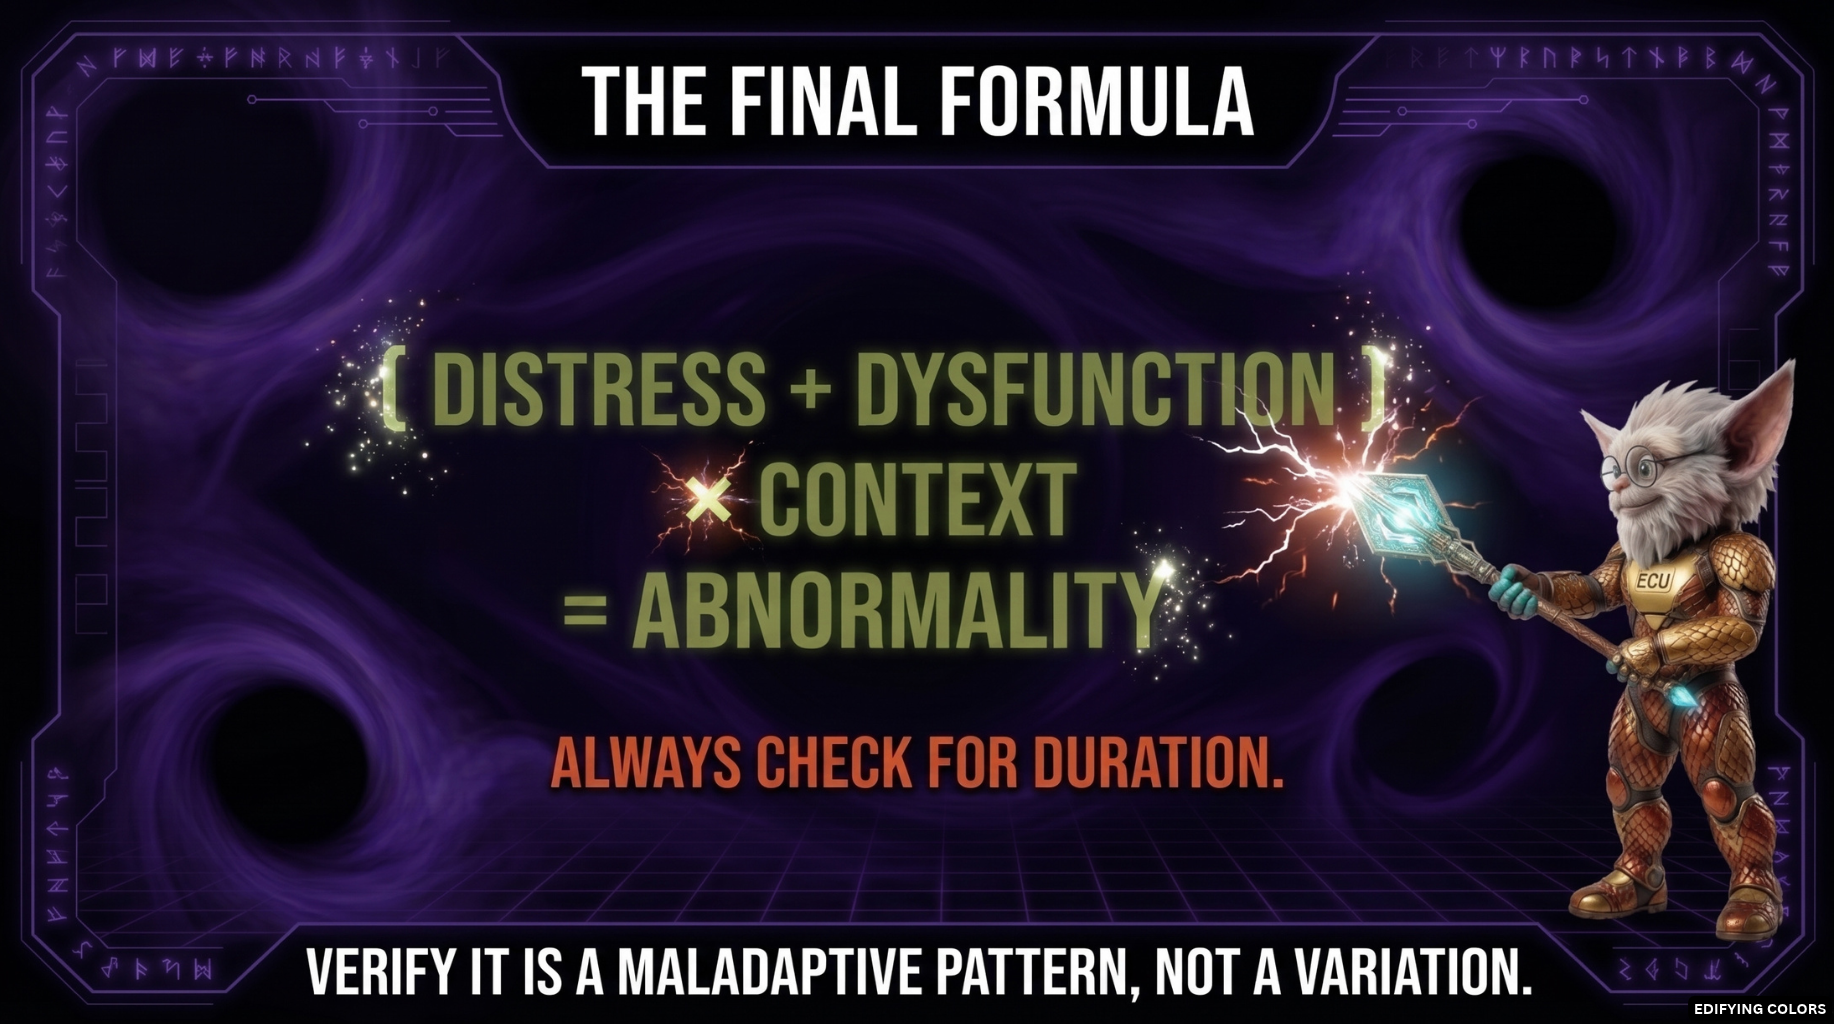 THE FINAL FORMULA
( DISTRESS + DYSFUNCTION )
× CONTEXT
= ABNORMALITY
ECU
ALWAYS CHECK FOR DURATION.
VERIFY IT IS A MALADAPTIVE PATTERN, NOT A VARIATION.
EDIFYING COLORS